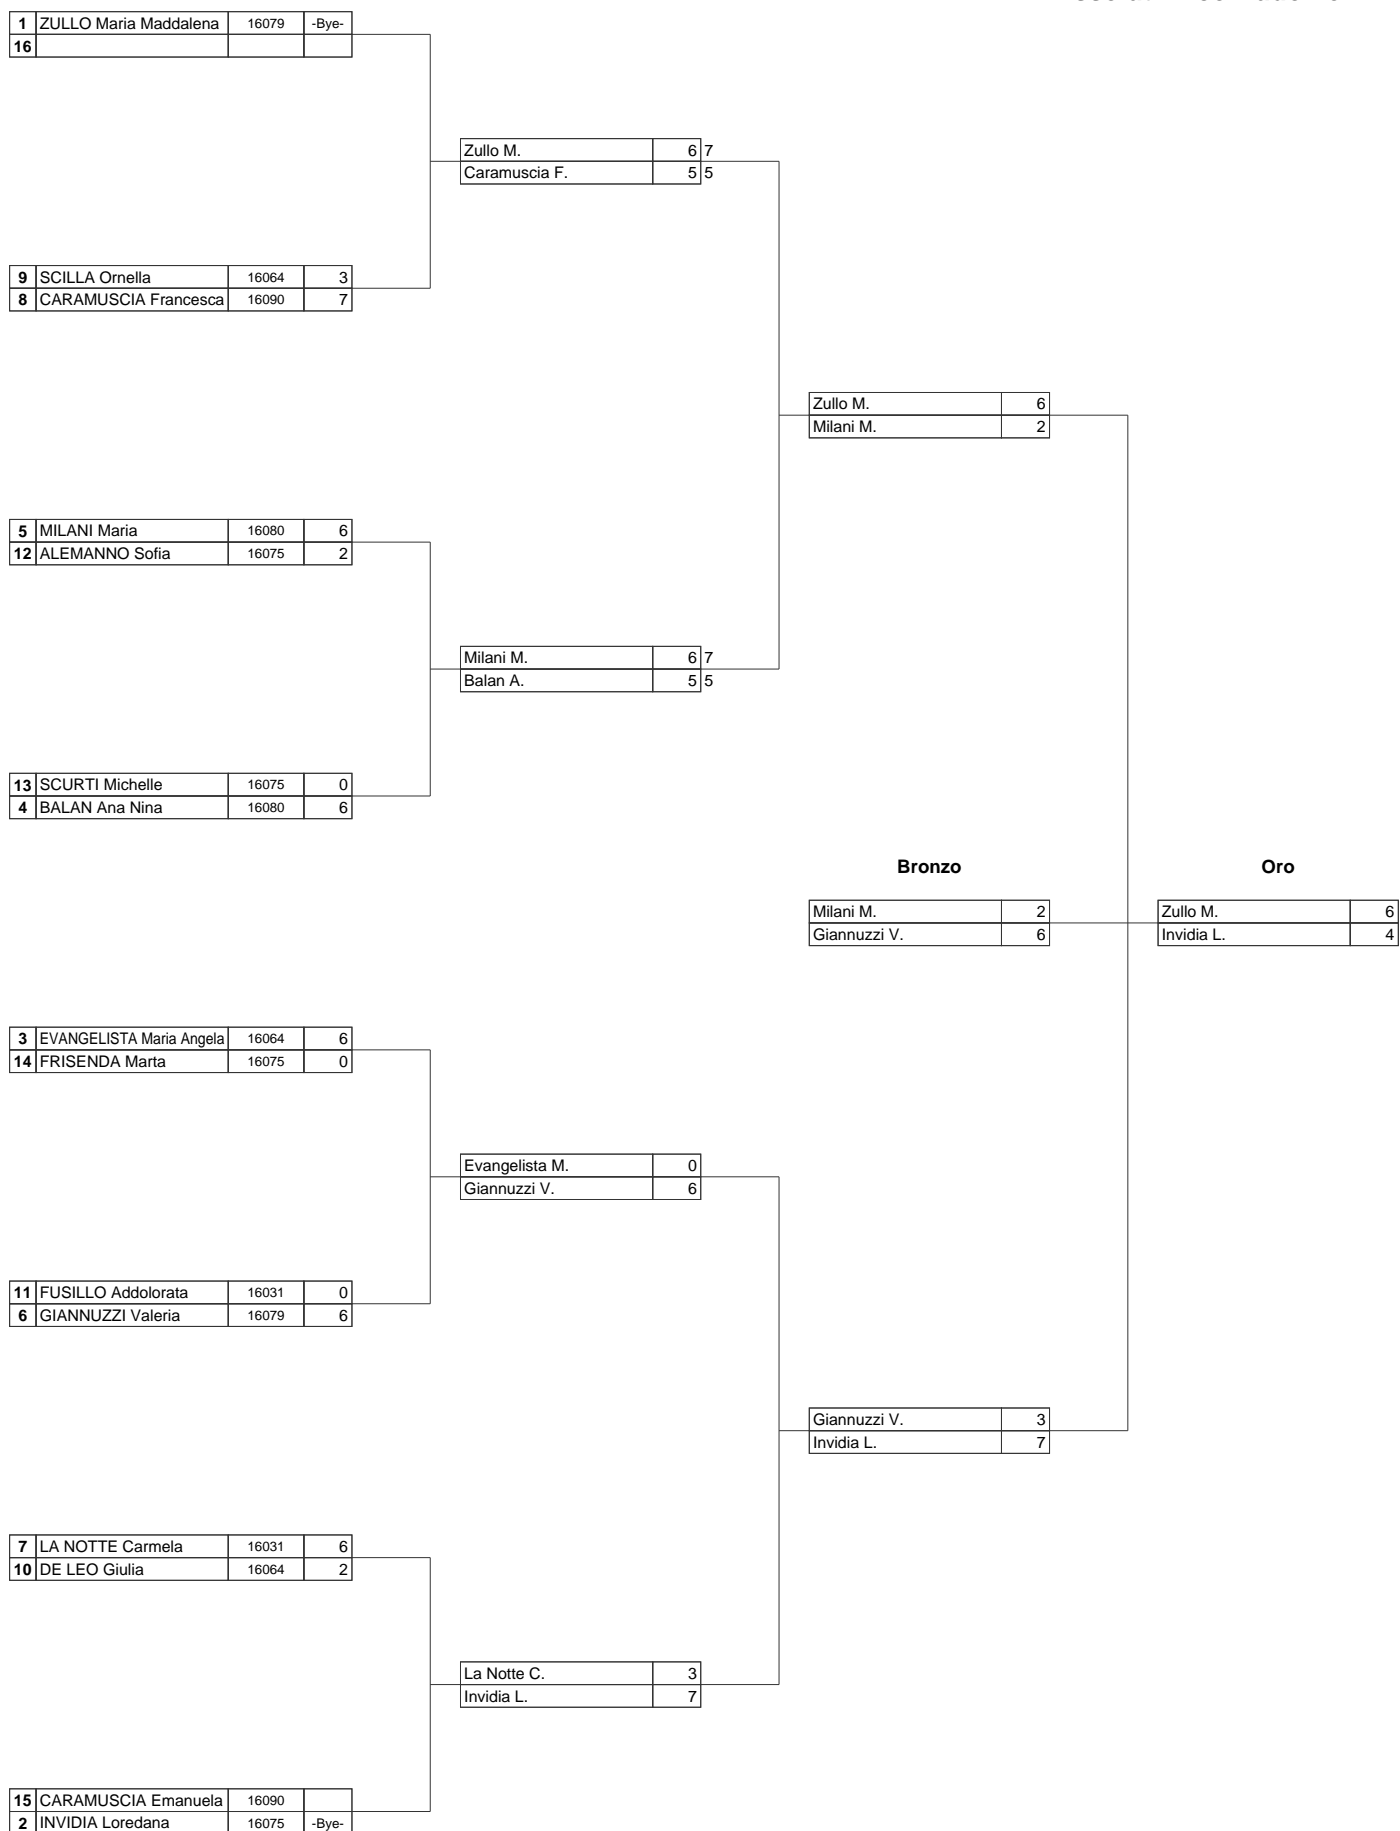 1 ZULLO Maria Maddalena 16079 -Bye-
16
Zullo M. 6 7
Caramuscia F. 5 5
9 SCILLA Ornella 16064 3
8 CARAMUSCIA Francesca 16090 7
Zullo M. 6
Milani M. 2
5 MILANI Maria 16080 6
12 ALEMANNO Sofia 16075 2
Milani M. 6 7
Balan A. 5 5
13 SCURTI Michelle 16075 0
4 BALAN Ana Nina 16080 6
Bronzo Oro
Milani M. 2 Zullo M. 6
Giannuzzi V. 6 Invidia L. 4
3 EVANGELISTA Maria Angela 16064 6
14 FRISENDA Marta 16075 0
Evangelista M. 0
Giannuzzi V. 6
11 FUSILLO Addolorata 16031 0
6 GIANNUZZI Valeria 16079 6
Giannuzzi V. 3
Invidia L. 7
7 LA NOTTE Carmela 16031 6
10 DE LEO Giulia 16064 2
La Notte C. 3
Invidia L. 7
15 CARAMUSCIA Emanuela 16090
2 INVIDIA Loredana 16075 -Bye-